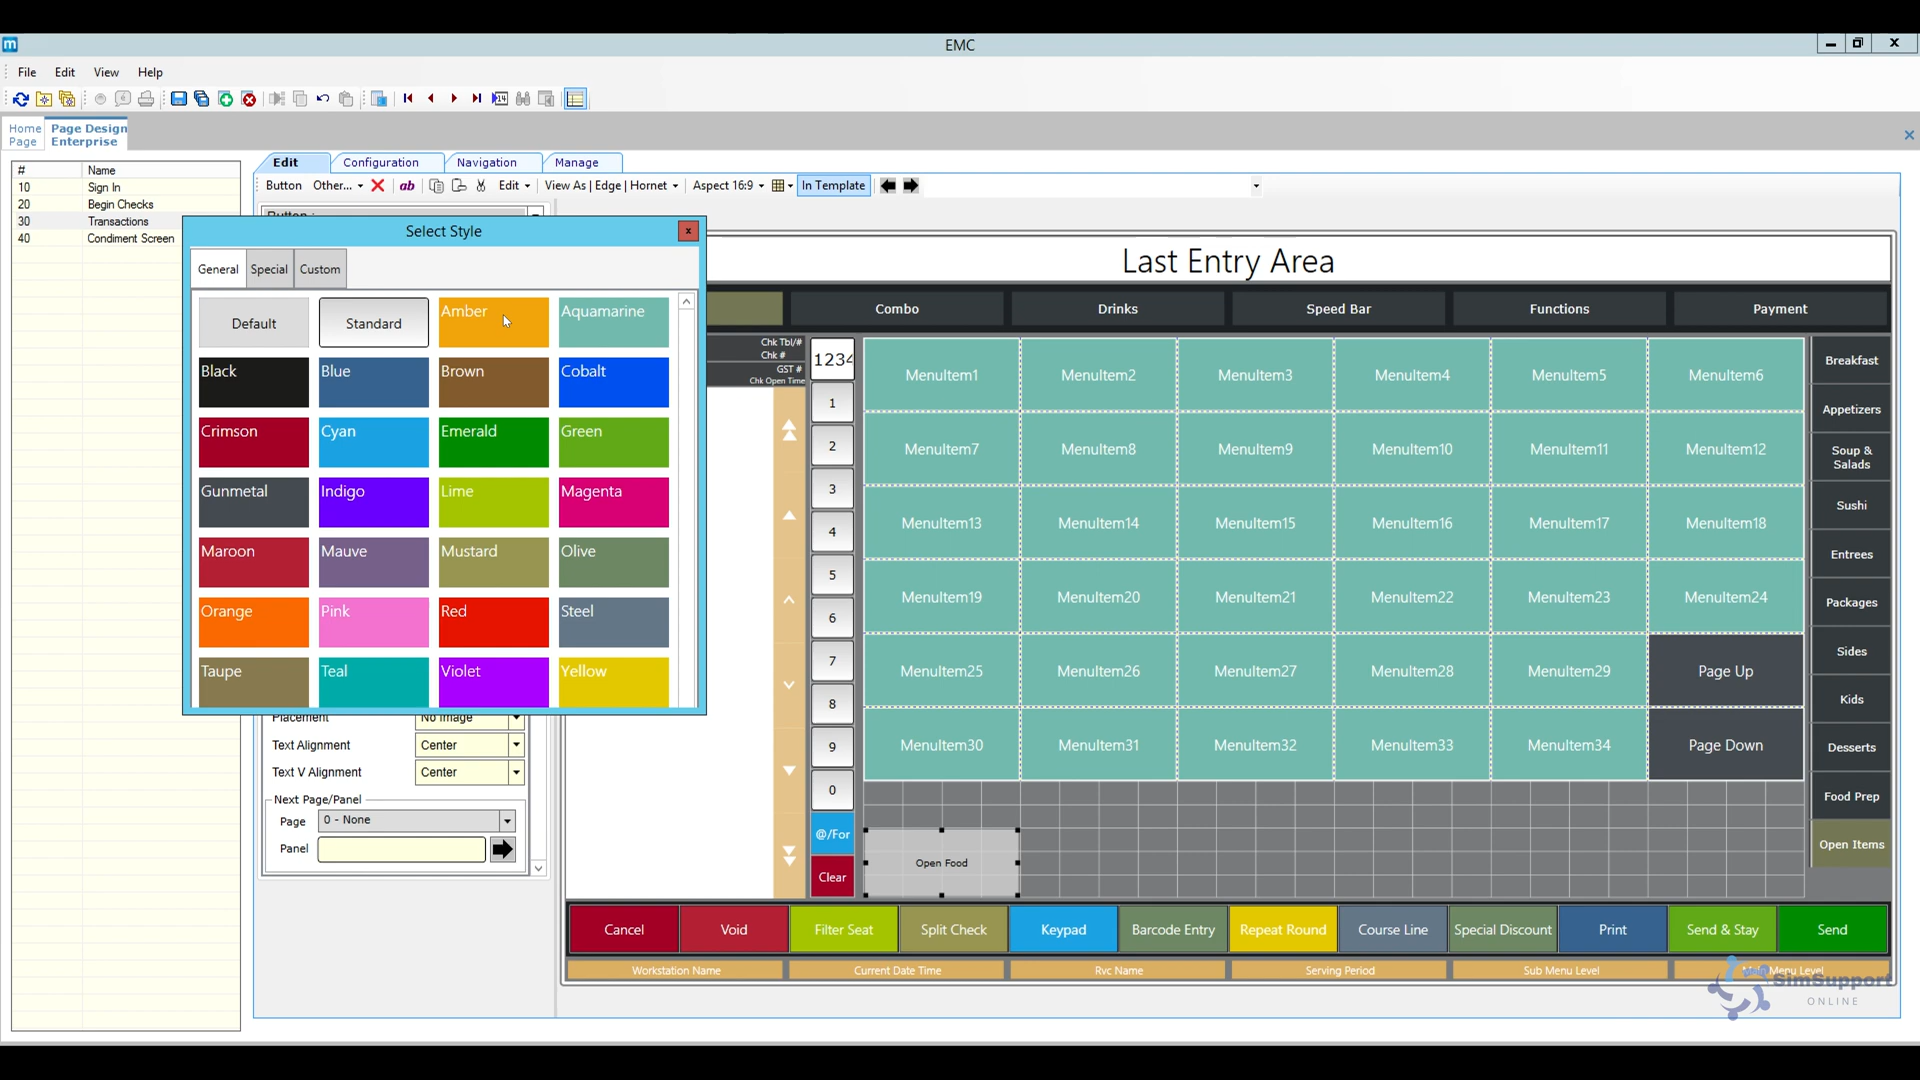 EMC
File Edit View Help
Home Page
Page Design Enterprise
# Name
10 Sign In
20 Begin Checks
30 Transactions
40 Condiment Screen
Edit Configuration Navigation Manage
Button Other... ab Edit View As | Edge | Hornet Aspect 16:9 In Template
Select Style
General Special Custom
Default Standard Amber Aquamarine
Black Blue Brown Cobalt
Crimson Cyan Emerald Green
Gunmetal Indigo Lime Magenta
Maroon Mauve Mustard Olive
Orange Pink Red Steel
Taupe Teal Violet Yellow
Placement No Image
Text Alignment Center
Text V Alignment Center
Next Page/Panel
Page 0 - None
Panel
Last Entry Area
Combo Drinks Speed Bar Functions Payment
Chk Tbl/#
Chk #
GST #
Chk Open Time
1234
1
2
3
4
5
6
7
8
9
0
@/For
Clear
MenuItem1 MenuItem2 MenuItem3 MenuItem4 MenuItem5 MenuItem6
MenuItem7 MenuItem8 MenuItem9 MenuItem10 MenuItem11 MenuItem12
MenuItem13 MenuItem14 MenuItem15 MenuItem16 MenuItem17 MenuItem18
MenuItem19 MenuItem20 MenuItem21 MenuItem22 MenuItem23 MenuItem24
MenuItem25 MenuItem26 MenuItem27 MenuItem28 MenuItem29 Page Up
MenuItem30 MenuItem31 MenuItem32 MenuItem33 MenuItem34 Page Down
Open Food
Breakfast
Appetizers
Soup &
Salads
Sushi
Entrees
Packages
Sides
Kids
Desserts
Food Prep
Open Items
Cancel Void Filter Seat Split Check Keypad Barcode Entry Repeat Round Course Line Special Discount Print Send & Stay Send
Workstation Name Current Date Time Rvc Name Serving Period Sub Menu Level Menu Level
SimSupport
ONLINE